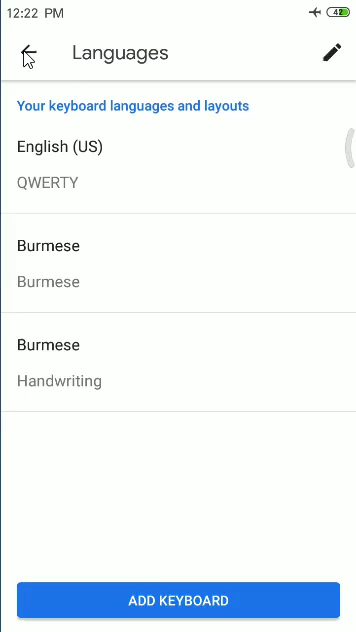 12:22 PM
42
Languages
Your keyboard languages and layouts
English (US)
QWERTY
Burmese
Burmese
Burmese
Handwriting
ADD KEYBOARD